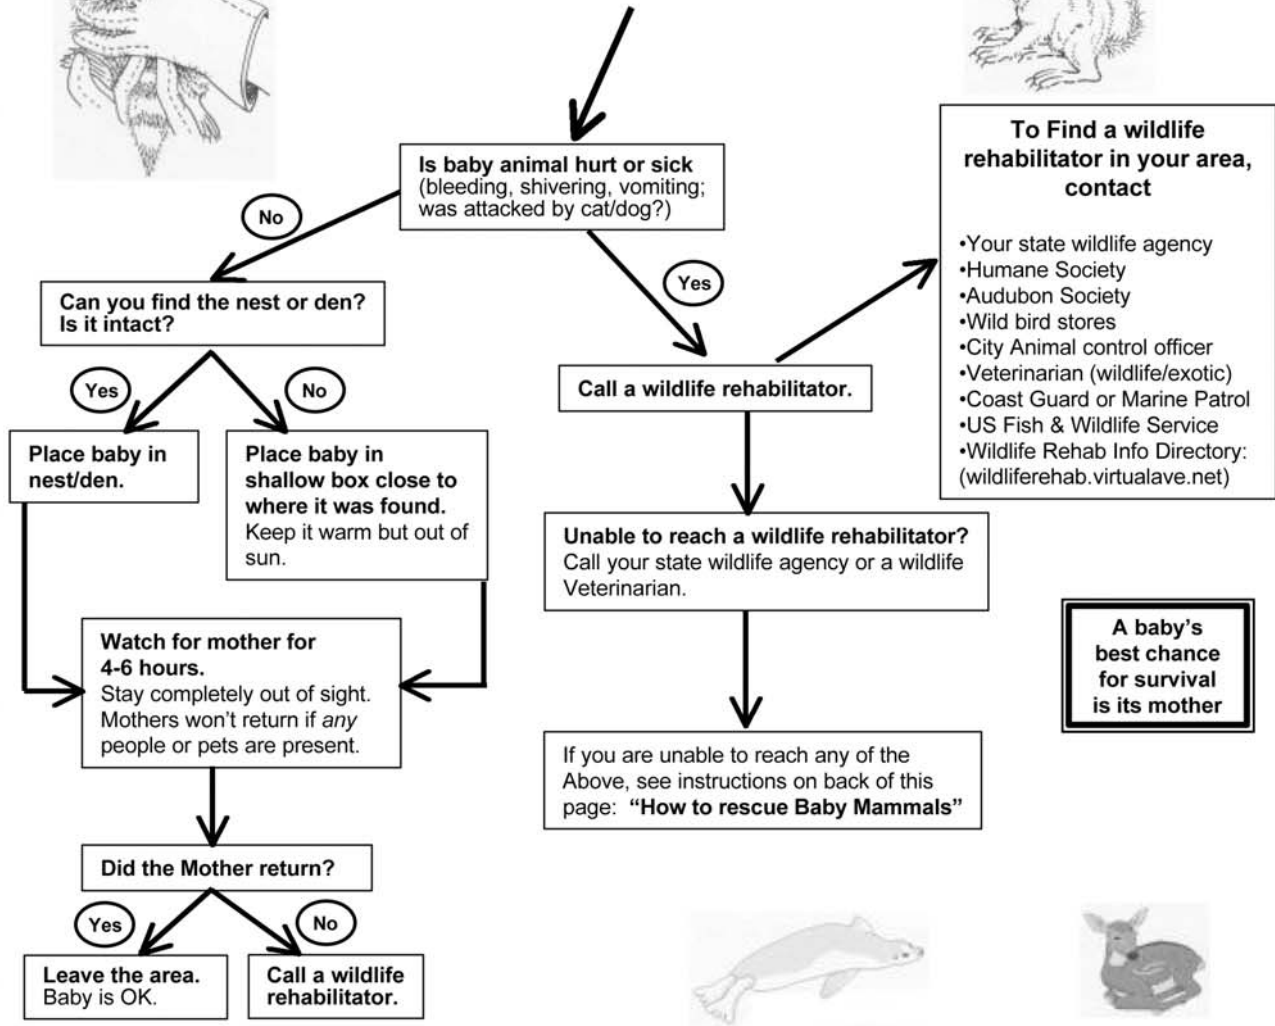 Is baby animal hurt or sick
(bleeding, shivering, vomiting;
was attacked by cat/dog?)
No
Yes
Can you find the nest or den?
Is it intact?
Yes
No
Place baby in
nest/den.
Place baby in
shallow box close to
where it was found.
Keep it warm but out of
sun.
Watch for mother for
4-6 hours.
Stay completely out of sight.
Mothers won't return if any
people or pets are present.
Did the Mother return?
Yes
No
Leave the area.
Baby is OK.
Call a wildlife
rehabilitator.
Call a wildlife rehabilitator.
Unable to reach a wildlife rehabilitator?
Call your state wildlife agency or a wildlife
Veterinarian.
If you are unable to reach any of the
Above, see instructions on back of this
page: “How to rescue Baby Mammals”
To Find a wildlife
rehabilitator in your area,
contact
•Your state wildlife agency
•Humane Society
•Audubon Society
•Wild bird stores
•City Animal control officer
•Veterinarian (wildlife/exotic)
•Coast Guard or Marine Patrol
•US Fish & Wildlife Service
•Wildlife Rehab Info Directory:
(wildliferehab.virtualave.net)
A baby's
best chance
for survival
is its mother